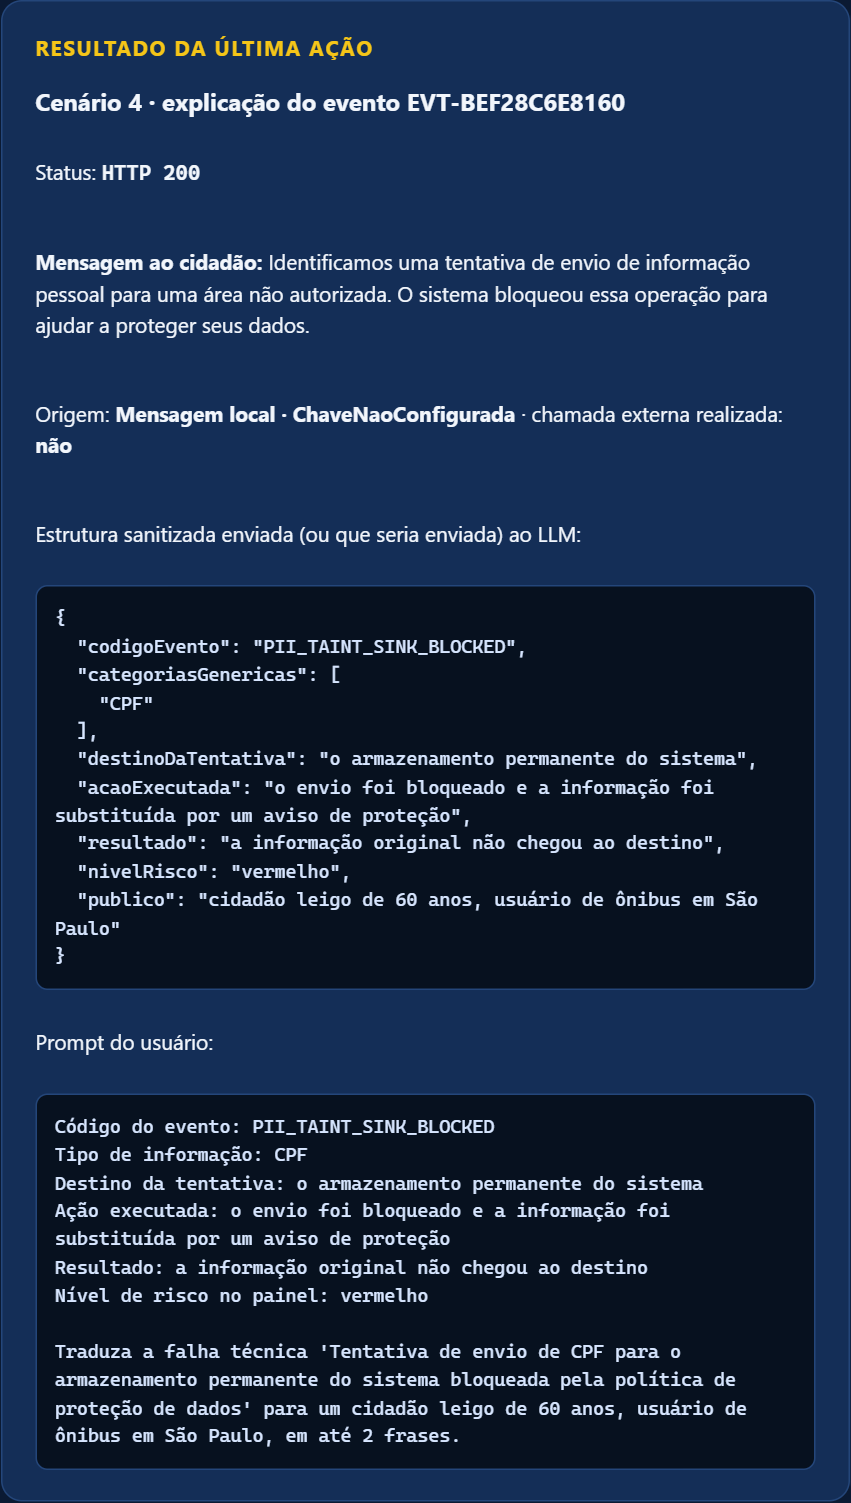 RESULTADO DA ÚLTIMA AÇÃO
Cenário 4 · explicação do evento EVT-BEF28C6E8160
Status: HTTP 200
Mensagem ao cidadão: Identificamos uma tentativa de envio de informação
pessoal para uma área não autorizada. O sistema bloqueou essa operação para
ajudar a proteger seus dados.
Origem: Mensagem local · ChaveNaoConfigurada · chamada externa realizada:
não
Estrutura sanitizada enviada (ou que seria enviada) ao LLM:
{
  "codigoEvento": "PII_TAINT_SINK_BLOCKED",
  "categoriasGenericas": [
    "CPF"
  ],
  "destinoDaTentativa": "o armazenamento permanente do sistema",
  "acaoExecutada": "o envio foi bloqueado e a informação foi
substituída por um aviso de proteção",
  "resultado": "a informação original não chegou ao destino",
  "nivelRisco": "vermelho",
  "publico": "cidadão leigo de 60 anos, usuário de ônibus em São
Paulo"
}
Prompt do usuário:
Código do evento: PII_TAINT_SINK_BLOCKED
Tipo de informação: CPF
Destino da tentativa: o armazenamento permanente do sistema
Ação executada: o envio foi bloqueado e a informação foi
substituída por um aviso de proteção
Resultado: a informação original não chegou ao destino
Nível de risco no painel: vermelho
Traduza a falha técnica 'Tentativa de envio de CPF para o
armazenamento permanente do sistema bloqueada pela política de
proteção de dados' para um cidadão leigo de 60 anos, usuário de
ônibus em São Paulo, em até 2 frases.